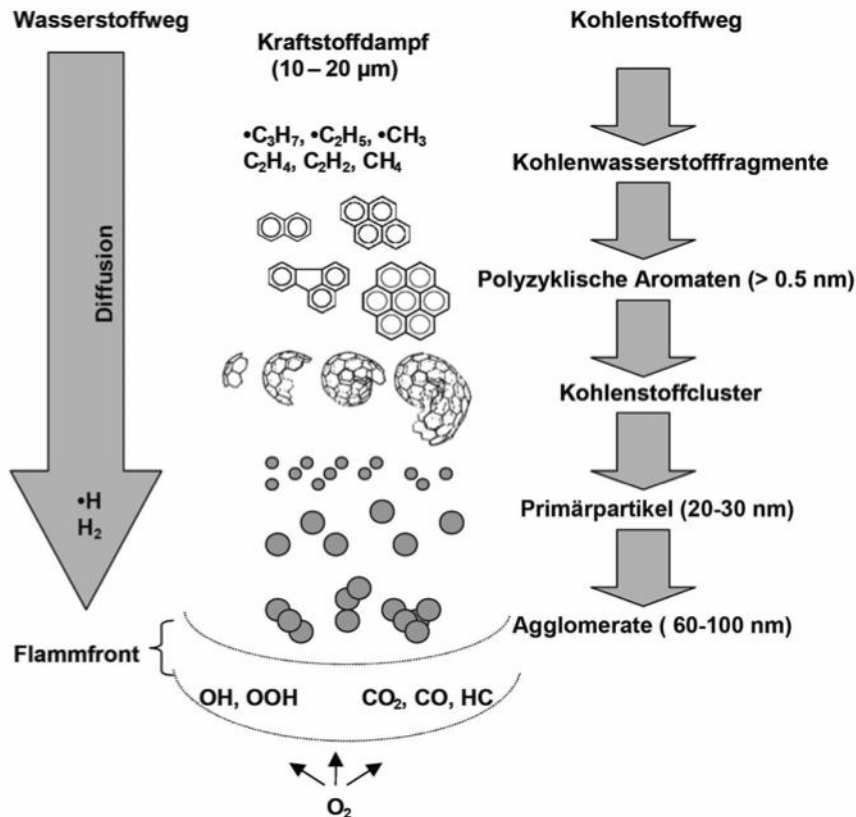 Wasserstoffweg
Kraftstoffdampf
(10 – 20 µm)
Kohlenstoffweg
•C₃H₇, •C₂H₅, •CH₃
C₂H₄, C₂H₂, CH₄
Kohlenwasserstofffragmente
Diffusion
Polyzyklische Aromaten (> 0.5 nm)
Kohlenstoffcluster
•H
H₂
Primärpartikel (20-30 nm)
Agglomerate ( 60-100 nm)
Flammfront
OH, OOH
CO₂, CO, HC
O₂